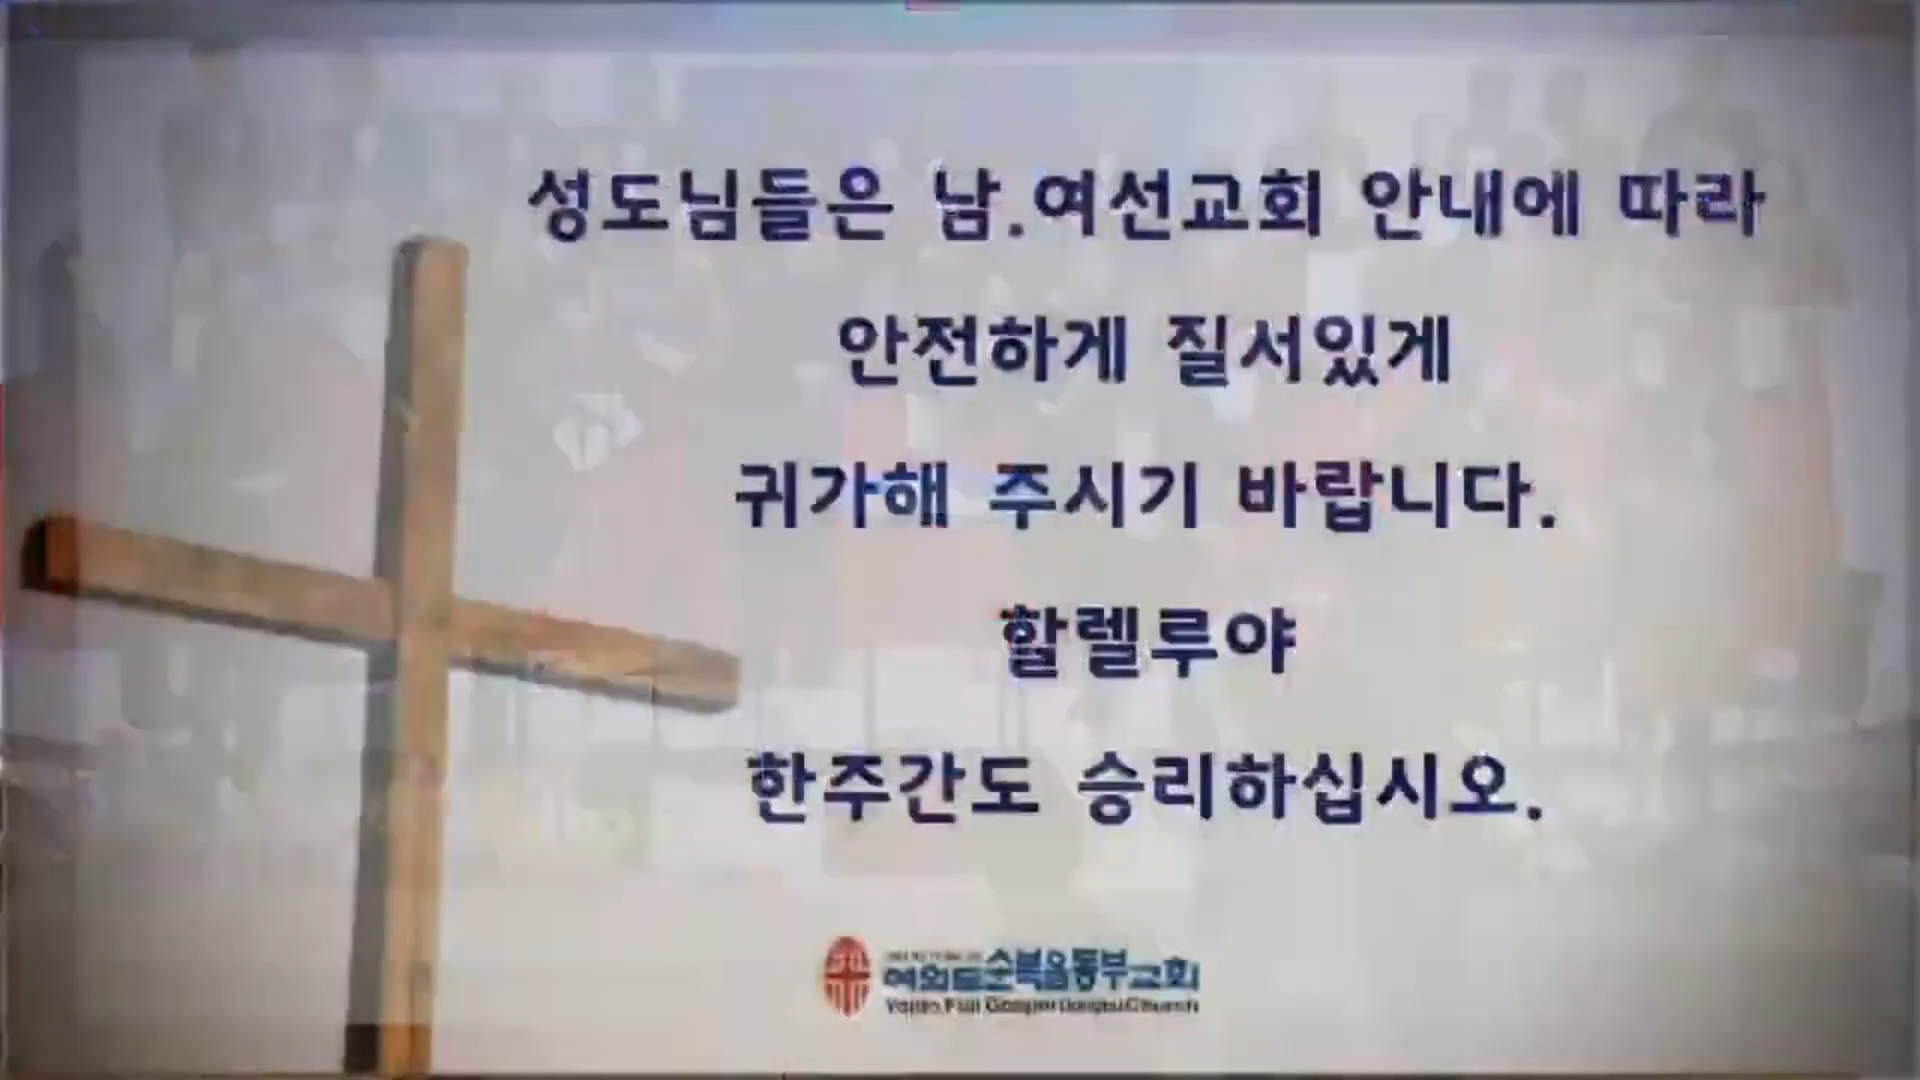 성도님들은 남.여선교회 안내에 따라
안전하게 질서있게
귀가해 주시기 바랍니다.
할렐루야
한주간도 승리하십시오.
여의도순복음동부교회